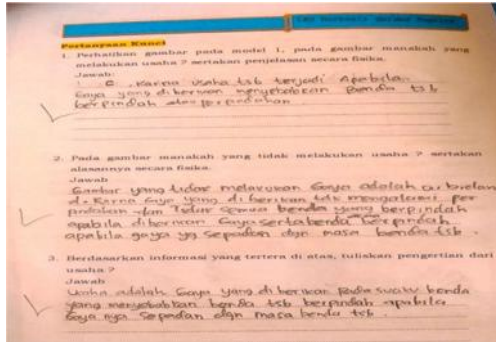 Pertanyaan Kunci
1. Perhatikan gambar pada model 1, pada gambar manakah yang
melakukan usaha ? sertakan penjelasan secara fisika.
Jawab:
C, Karna usaha tsb terjadi Apabila
Gaya yang diberikan menyebabkan Benda tsb
berpindah atau perpindahan
2. Pada gambar manakah yang tidak melakukan usaha ? sertakan
alasannya secara fisika.
Jawab
Gambar yang tidak melakukan Gaya adalah a, b, dan
d. Karna Gaya yang diberikan tdk mengalami per
pindahan dan Tidak semua benda yang berpindah
apabila diberikan Gaya serta benda berpindah
apabila gaya yg sepadan dgn masa benda tsb.
3. Berdasarkan informasi yang tertera di atas, tuliskan pengertian dari
usaha ?
Jawab
Usaha adalah Gaya yang diberikan Pada suatu benda
yang menyebabkan benda tsb berpindah apabila
Gaya nya sepadan dgn masa benda tsb.